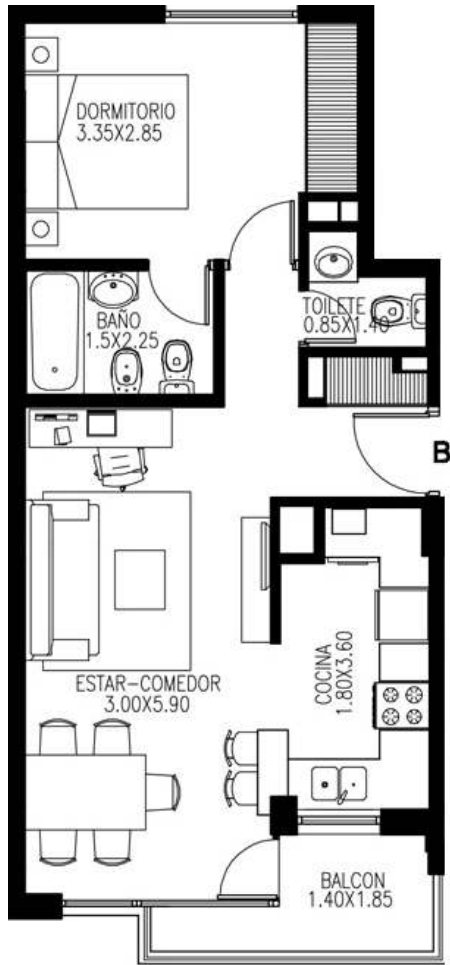 DORMITORIO
3.35X2.85
BAÑO
1.5X2.25
TOILETE
0.85X1.40
B
ESTAR-COMEDOR
3.00X5.90
COCINA
1.80X3.60
BALCON
1.40X1.85